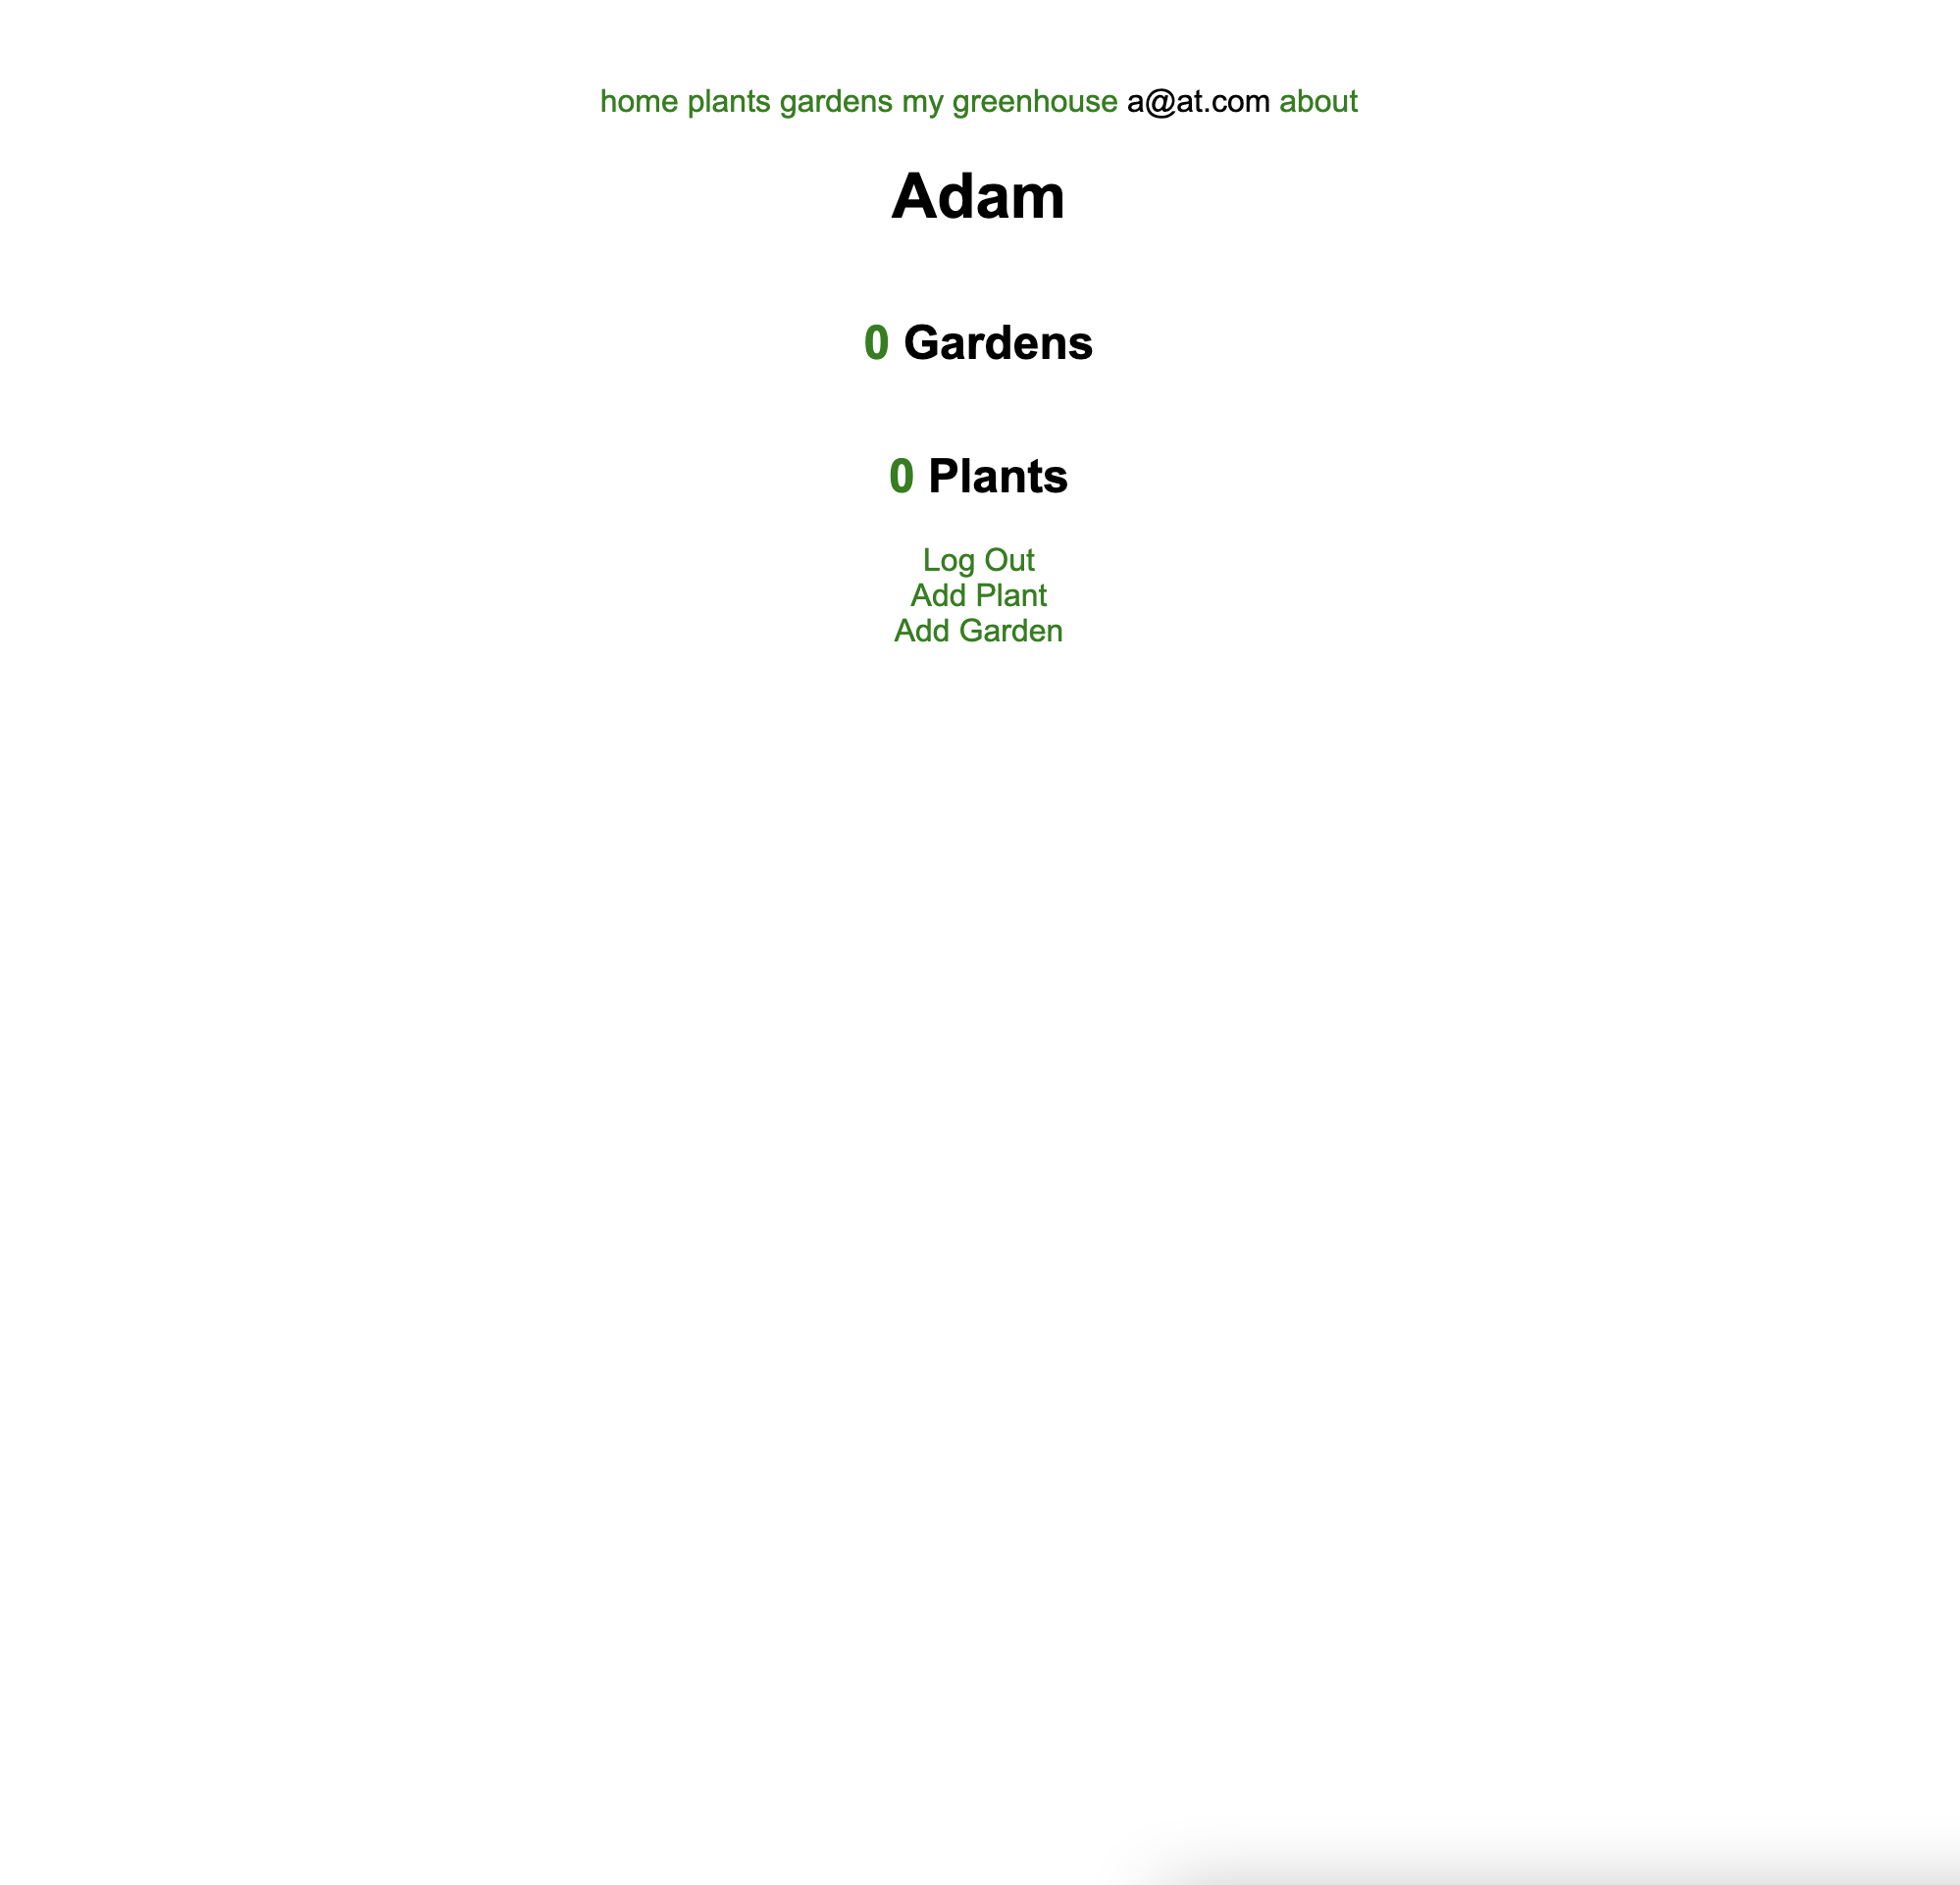 home plants gardens my greenhouse a@at.com about
Adam
0 Gardens
0 Plants
Log Out
Add Plant
Add Garden